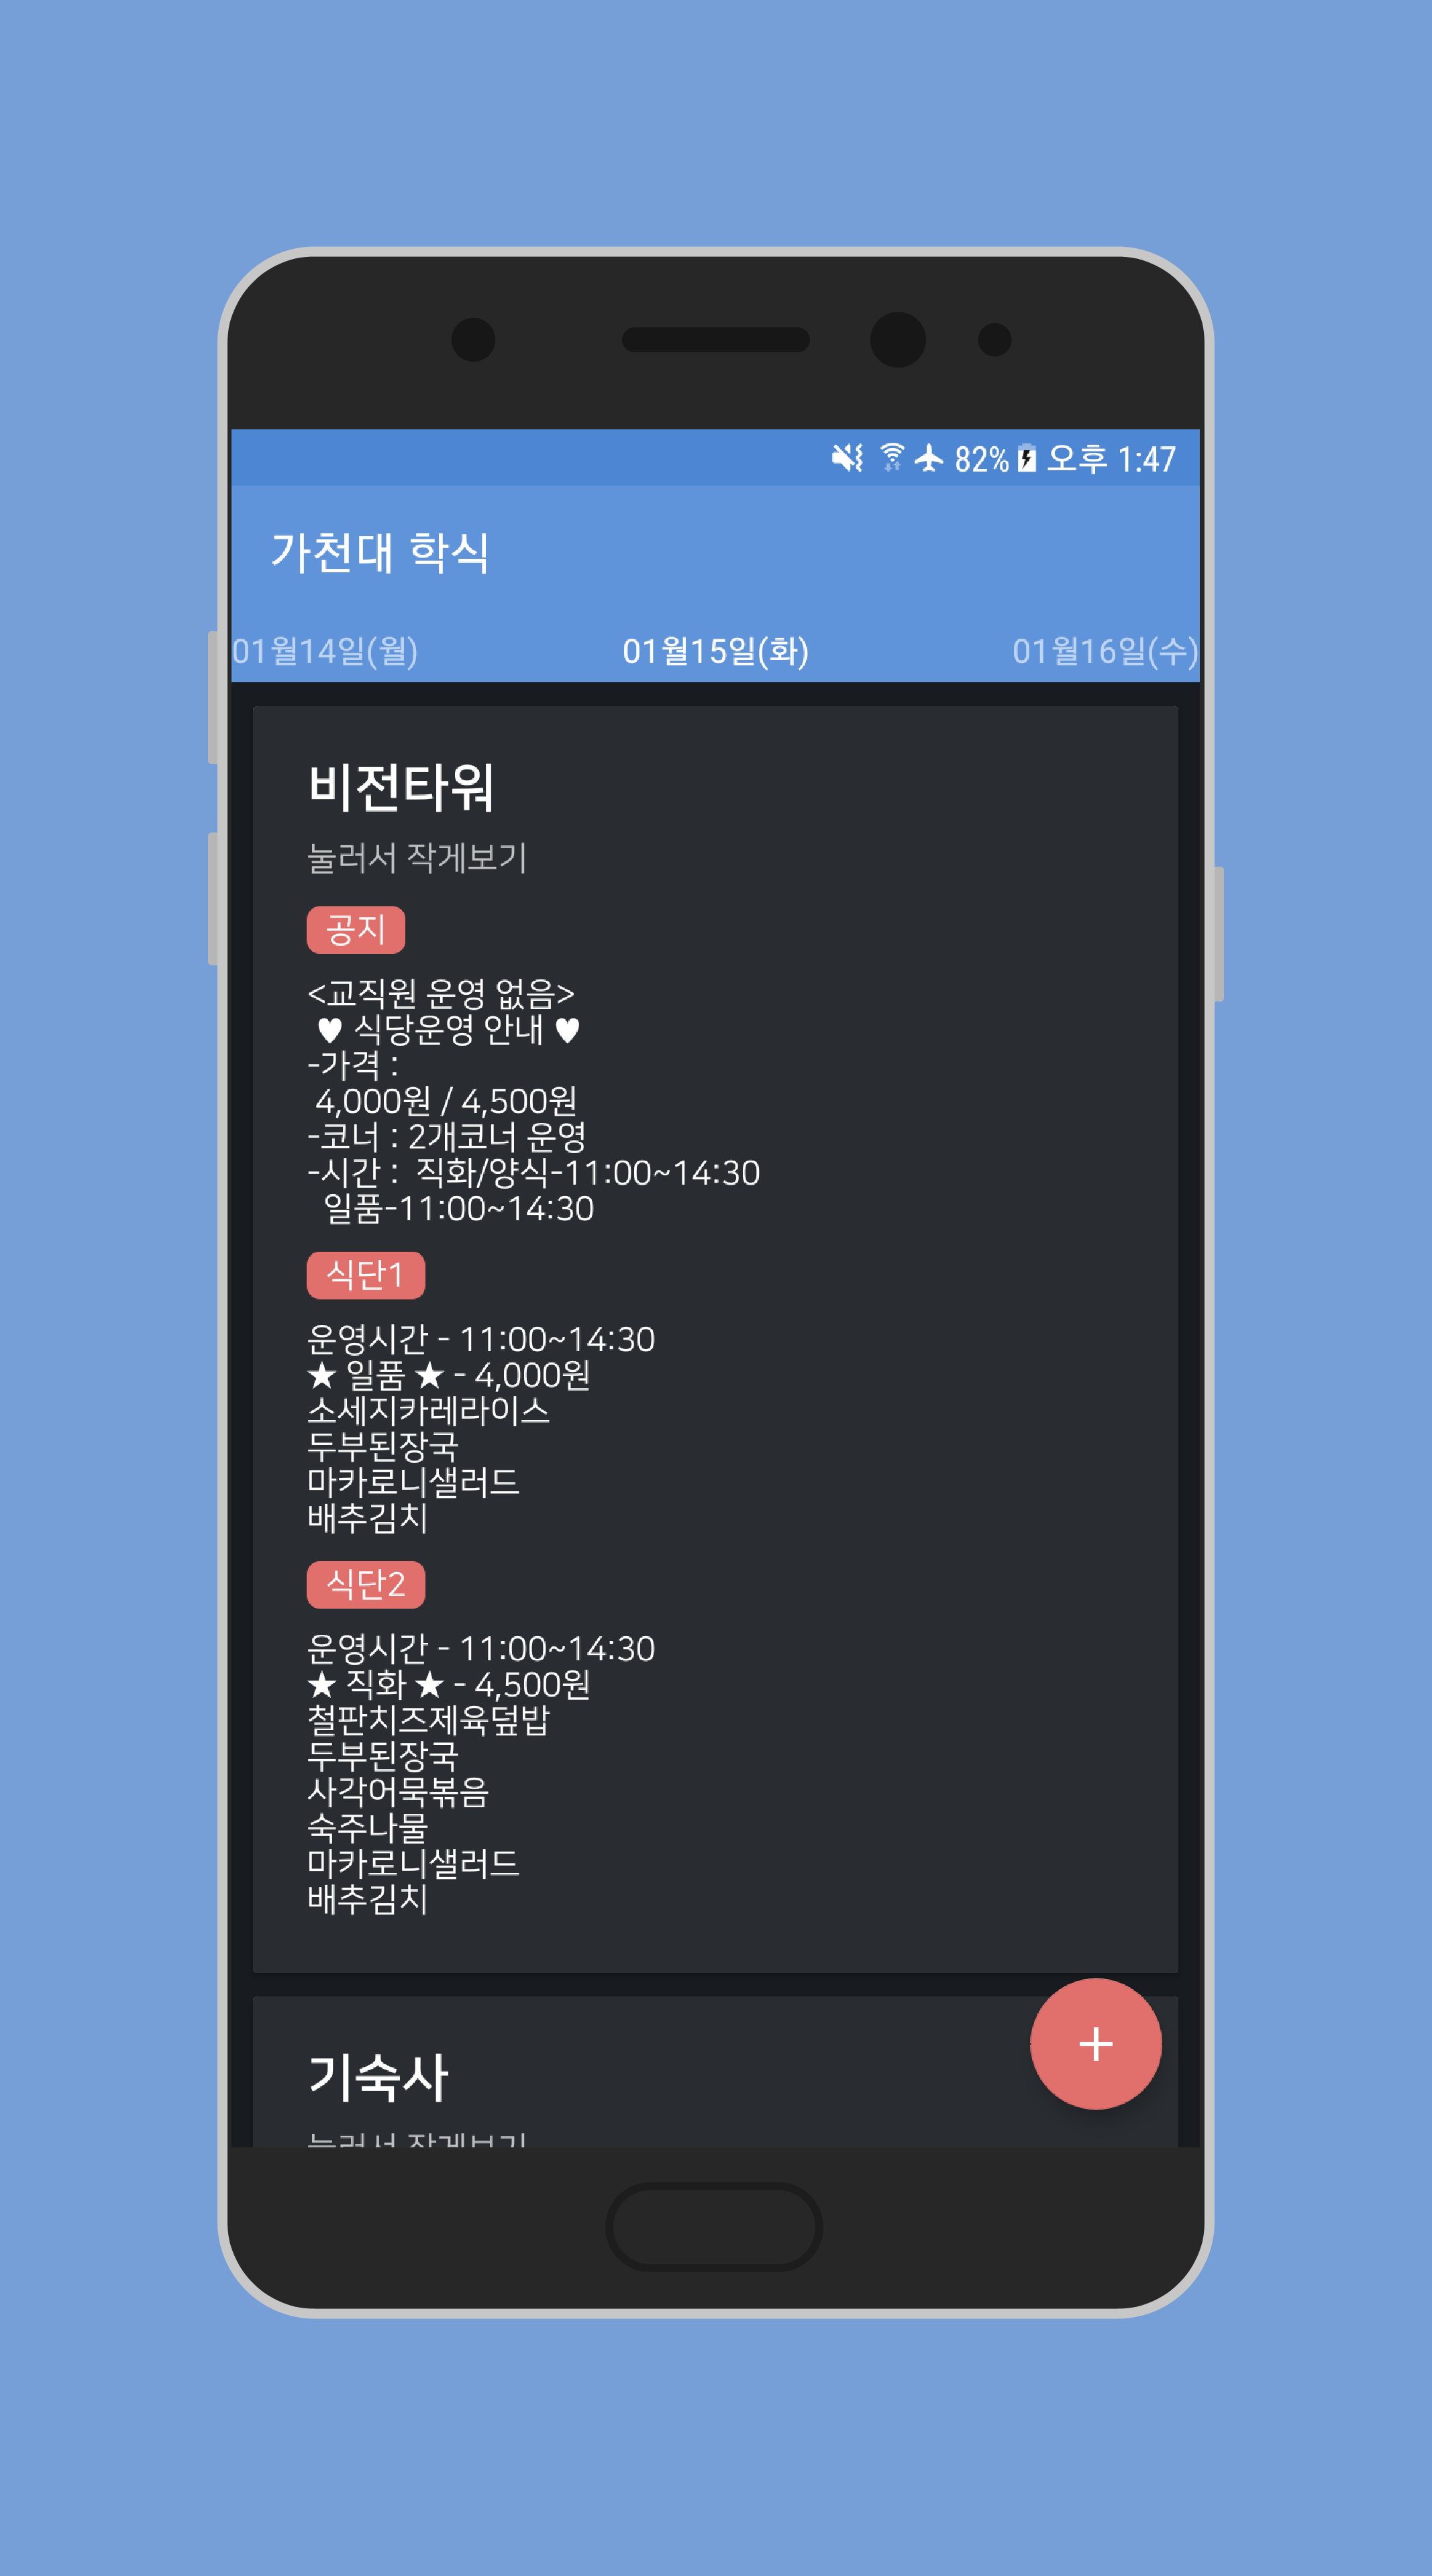 82% 오후 1:47
가천대 학식
01월14일(월) 01월15일(화) 01월16일(수)
비전타워
눌러서 작게보기
공지
<교직원 운영 없음>
♥ 식당운영 안내 ♥
-가격 :
4,000원 / 4,500원
-코너 : 2개코너 운영
-시간 :  직화/양식-11:00~14:30
일품-11:00~14:30
식단1
운영시간 - 11:00~14:30
★ 일품 ★ - 4,000원
소세지카레라이스
두부된장국
마카로니샐러드
배추김치
식단2
운영시간 - 11:00~14:30
★ 직화 ★ - 4,500원
철판치즈제육덮밥
두부된장국
사각어묵볶음
숙주나물
마카로니샐러드
배추김치
+
기숙사
눌러서 작게보기